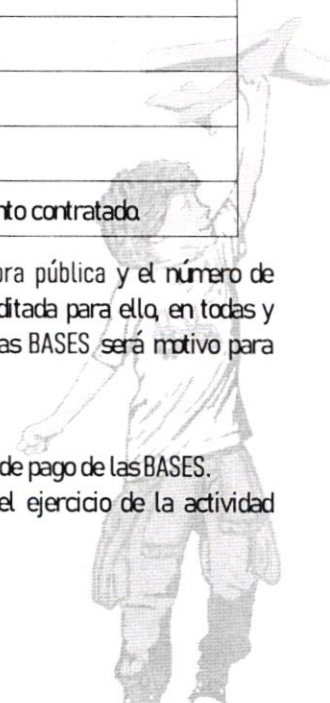 nto contratado.
ora pública y el número de
ditada para ello, en todas y
as BASES será motivo para
de pago de las BASES.
el ejercicio de la actividad